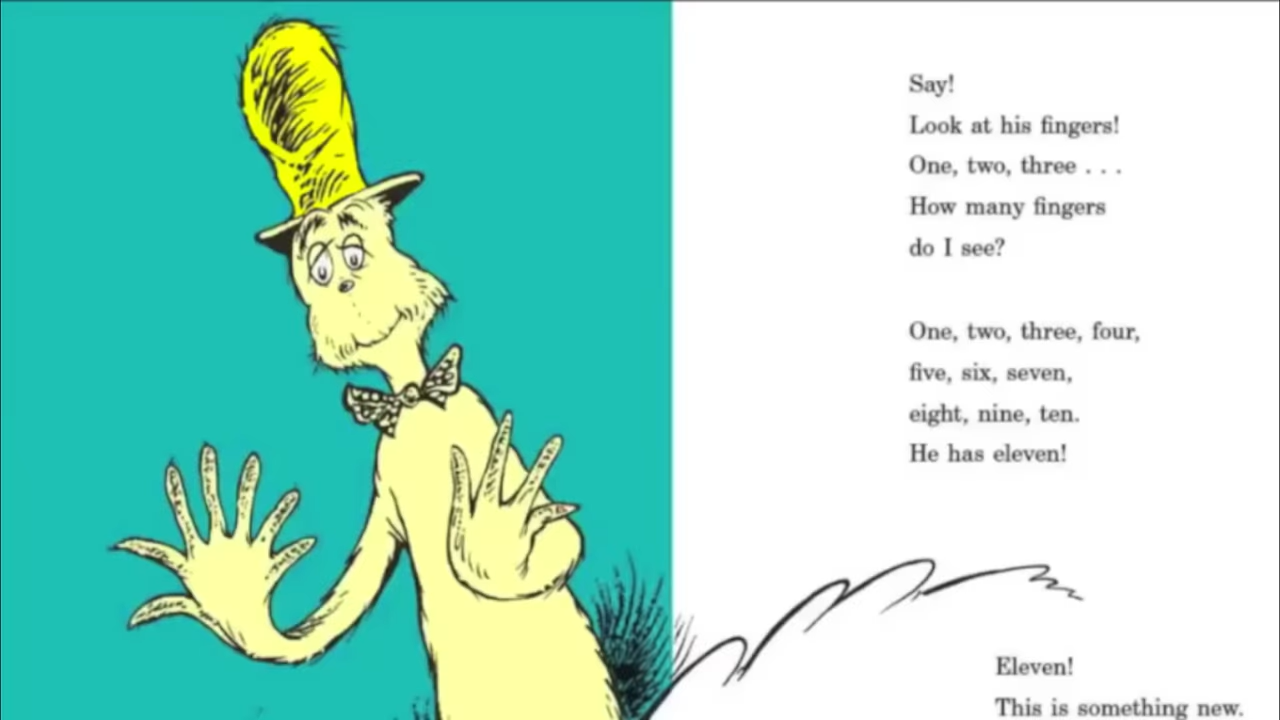 Say!
Look at his fingers!
One, two, three . . .
How many fingers
do I see?
One, two, three, four,
five, six, seven,
eight, nine, ten.
He has eleven!
Eleven!
This is something new.